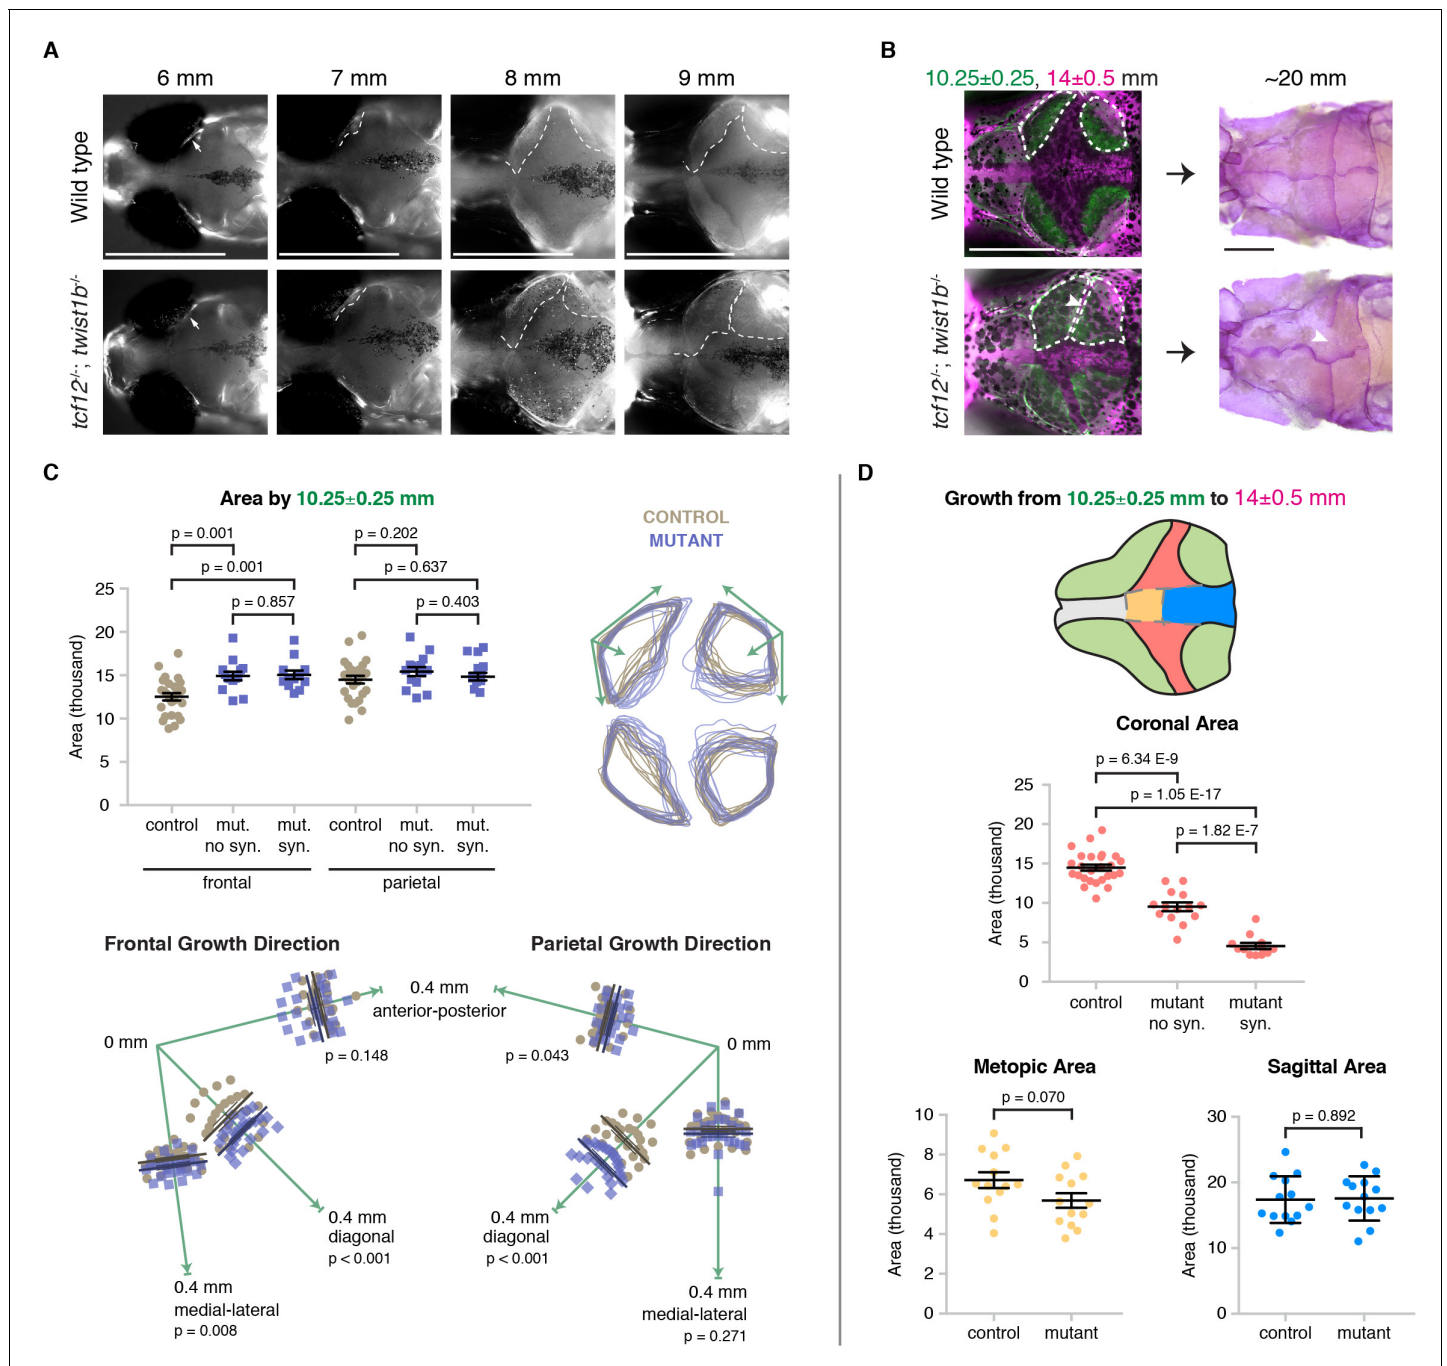 A
6 mm
7 mm
8 mm
9 mm
Wild type
tcf12-/-; twist1b-/-
B
10.25±0.25, 14±0.5 mm
~20 mm
Wild type
tcf12-/-; twist1b-/-
C
Area by 10.25±0.25 mm
p = 0.001
p = 0.202
p = 0.001
p = 0.637
p = 0.857
p = 0.403
25
20
15
10
5
0
Area (thousand)
control
mut. no syn.
mut. syn.
control
mut. no syn.
mut. syn.
frontal
parietal
CONTROL
MUTANT
Frontal Growth Direction
Parietal Growth Direction
0.4 mm
anterior-posterior
0 mm
0 mm
p = 0.148
p = 0.043
0.4 mm
diagonal
p < 0.001
0.4 mm
diagonal
p < 0.001
0.4 mm
medial-lateral
p = 0.008
0.4 mm
medial-lateral
p = 0.271
D
Growth from 10.25±0.25 mm to 14±0.5 mm
Coronal Area
p = 6.34 E-9
p = 1.05 E-17
p = 1.82 E-7
25
20
15
10
5
0
Area (thousand)
control
mutant no syn.
mutant syn.
Metopic Area
p = 0.070
10
8
6
4
2
0
Area (thousand)
control
mutant
Sagittal Area
p = 0.892
30
20
10
0
Area (thousand)
control
mutant